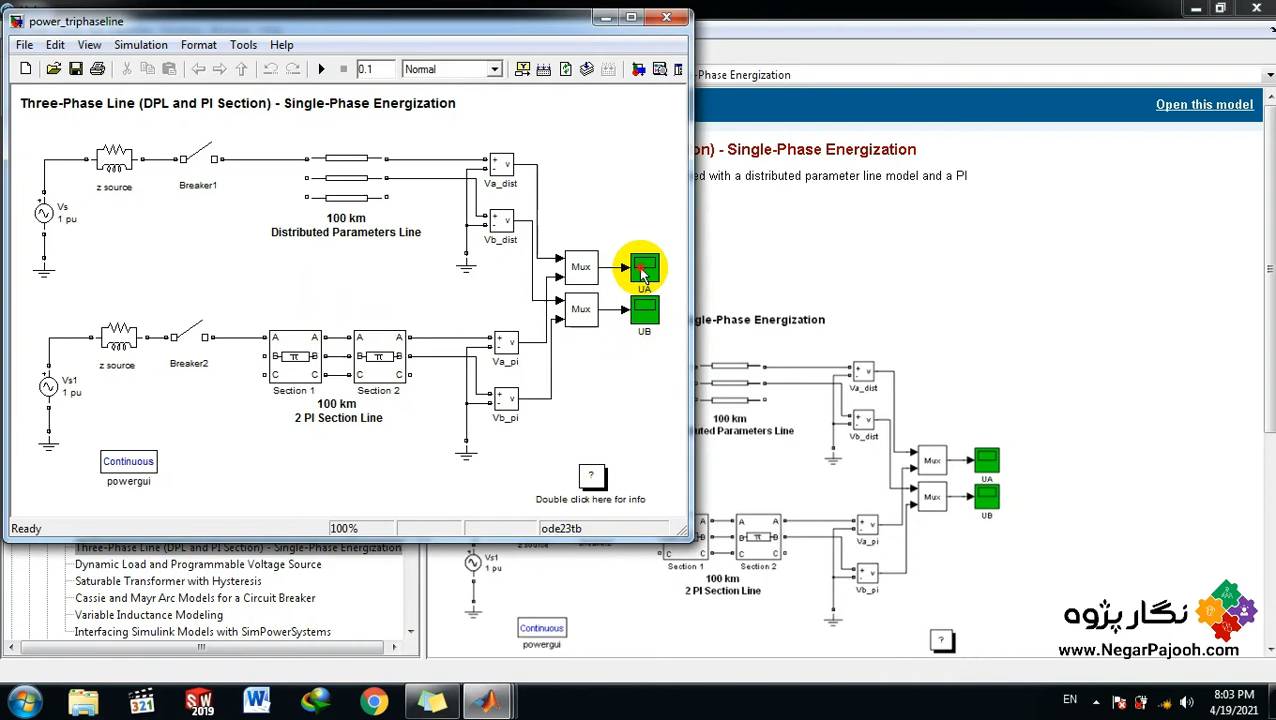 power_triphaseline
File Edit View Simulation Format Tools Help
0.1 Normal
Three-Phase Line (DPL and PI Section) - Single-Phase Energization
z source
Breaker1
Vs
1 pu
100 km
Distributed Parameters Line
+ - v
Va_dist
+ - v
Vb_dist
Mux
UA
Mux
UB
z source
Breaker2
Vs1
1 pu
A A A A
B π B B π B
C C C C
Section 1 Section 2
100 km
2 PI Section Line
+ - v
Va_pi
+ - v
Vb_pi
Continuous
powergui
?
Double click here for info
Ready 100% ode23tb
-Phase Energization
Open this model
on) - Single-Phase Energization
ed with a distributed parameter line model and a PI
gle-Phase Energization
100 km
uted Parameters Line
+ - v
Va_dist
+ - v
Vb_dist
Mux
UA
Mux
UB
C A A
B B π B
C C C
Section 1 Section 2
100 km
2 PI Section Line
+ - v
Va_pi
+ - v
Vb_pi
Vs1
1 pu
Continuous
powergui
?
Three-Phase Line (DPL and PI Section) - Single-Phase Energization
Dynamic Load and Programmable Voltage Source
Saturable Transformer with Hysteresis
Cassie and Mayr Arc Models for a Circuit Breaker
Variable Inductance Modeling
Interfacing Simulink Models with SimPowerSystems
نگار پژوه
www.NegarPajooh.com
321
SW
2019
W
EN
8:03 PM
4/19/2021